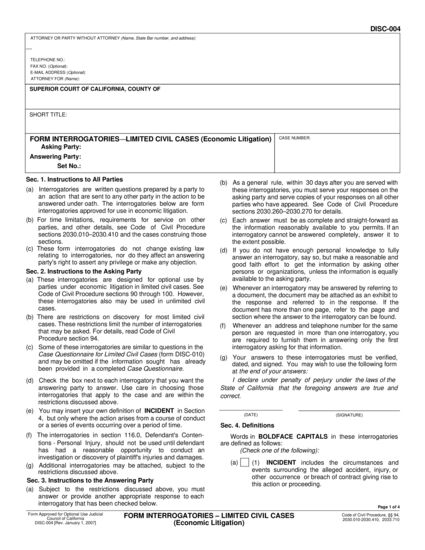 DISC-004
ATTORNEY OR PARTY WITHOUT ATTORNEY (Name, State Bar number, and address):
TELEPHONE NO.:
FAX NO. (Optional):
E-MAIL ADDRESS (Optional):
ATTORNEY FOR (Name):
SUPERIOR COURT OF CALIFORNIA, COUNTY OF
SHORT TITLE:
FORM INTERROGATORIES—LIMITED CIVIL CASES (Economic Litigation)
Asking Party:
Answering Party:
Set No.:
CASE NUMBER:
Sec. 1. Instructions to All Parties
(a) Interrogatories are written questions prepared by a party to
an action that are sent to any other party in the action to be
answered under oath. The interrogatories below are form
interrogatories approved for use in economic litigation.
(b) For time limitations, requirements for service on other
parties, and other details, see Code of Civil Procedure
sections 2030.010–2030.410 and the cases construing those
sections.
(c) These form interrogatories do not change existing law
relating to interrogatories, nor do they affect an answering
party's right to assert any privilege or make any objection.
Sec. 2. Instructions to the Asking Party
(a) These interrogatories are designed for optional use by
parties under economic litigation in limited civil cases. See
Code of Civil Procedure sections 90 through 100. However,
these interrogatories also may be used in unlimited civil
cases.
(b) There are restrictions on discovery for most limited civil
cases. These restrictions limit the number of interrogatories
that may be asked. For details, read Code of Civil
Procedure section 94.
(c) Some of these interrogatories are similar to questions in the
Case Questionnaire for Limited Civil Cases (form DISC-010)
and may be omitted if the information sought has already
been provided in a completed Case Questionnaire.
(d) Check the box next to each interrogatory that you want the
answering party to answer. Use care in choosing those
interrogatories that apply to the case and are within the
restrictions discussed above.
(e) You may insert your own definition of INCIDENT in Section
4, but only where the action arises from a course of conduct
or a series of events occurring over a period of time.
(f) The interrogatories in section 116.0, Defendant's Conten-
tions - Personal Injury, should not be used until defendant
has had a reasonable opportunity to conduct an
investigation or discovery of plaintiff's injuries and damages.
(g) Additional interrogatories may be attached, subject to the
restrictions discussed above.
Sec. 3. Instructions to the Answering Party
(a) Subject to the restrictions discussed above, you must
answer or provide another appropriate response to each
interrogatory that has been checked below.
(b) As a general rule, within 30 days after you are served with
these interrogatories, you must serve your responses on the
asking party and serve copies of your responses on all other
parties who have appeared. See Code of Civil Procedure
sections 2030.260–2030.270 for details.
(c) Each answer must be as complete and straight-forward as
the information reasonably available to you permits. If an
interrogatory cannot be answered completely, answer it to
the extent possible.
(d) If you do not have enough personal knowledge to fully
answer an interrogatory, say so, but make a reasonable and
good faith effort to get the information by asking other
persons or organizations, unless the information is equally
available to the asking party.
(e) Whenever an interrogatory may be answered by referring to
a document, the document may be attached as an exhibit to
the response and referred to in the response. If the
document has more than one page, refer to the page and
section where the answer to the interrogatory can be found.
(f) Whenever an address and telephone number for the same
person are requested in more than one interrogatory, you
are required to furnish them in answering only the first
interrogatory asking for that information.
(g) Your answers to these interrogatories must be verified,
dated, and signed. You may wish to use the following form
at the end of your answers:
I declare under penalty of perjury under the laws of the
State of California that the foregoing answers are true and
correct.
(DATE) (SIGNATURE)
Sec. 4. Definitions
Words in BOLDFACE CAPITALS in these interrogatories
are defined as follows:
(Check one of the following):
(a) (1) INCIDENT includes the circumstances and
events surrounding the alleged accident, injury, or
other occurrence or breach of contract giving rise to
this action or proceeding.
Page 1 of 4
Form Approved for Optional Use Judicial
Council of California
DISC-004 [Rev. January 1, 2007]
FORM INTERROGATORIES – LIMITED CIVIL CASES
(Economic Litigation)
Code of Civil Procedure, §§ 94,
2030.010-2030.410, 2033.710